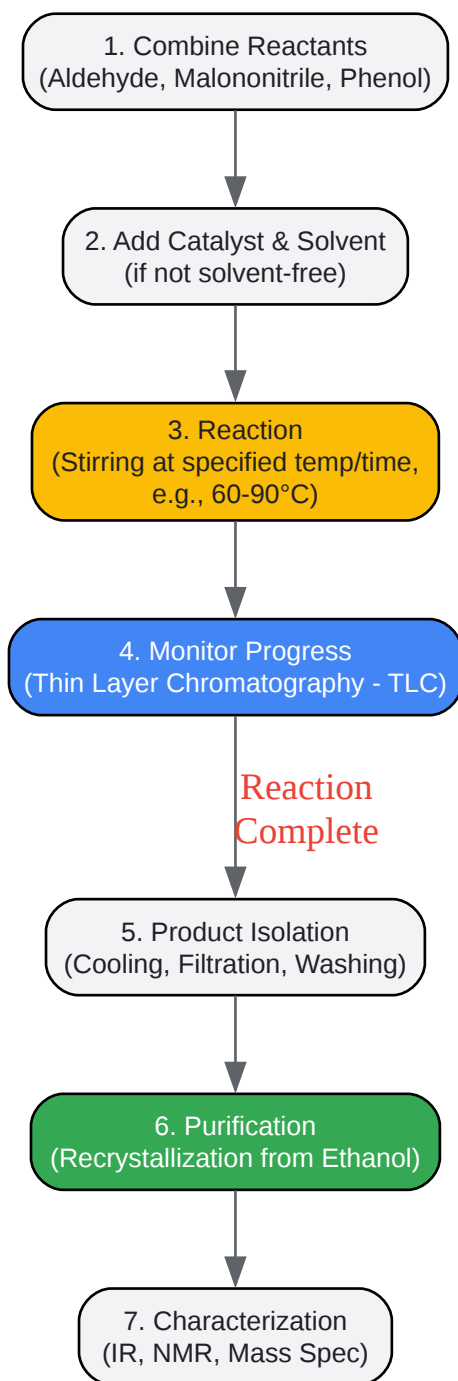 1. Combine Reactants
(Aldehyde, Malononitrile, Phenol)
2. Add Catalyst & Solvent
(if not solvent-free)
3. Reaction
(Stirring at specified temp/time,
e.g., 60-90°C)
4. Monitor Progress
(Thin Layer Chromatography - TLC)
Reaction
Complete
5. Product Isolation
(Cooling, Filtration, Washing)
6. Purification
(Recrystallization from Ethanol)
7. Characterization
(IR, NMR, Mass Spec)